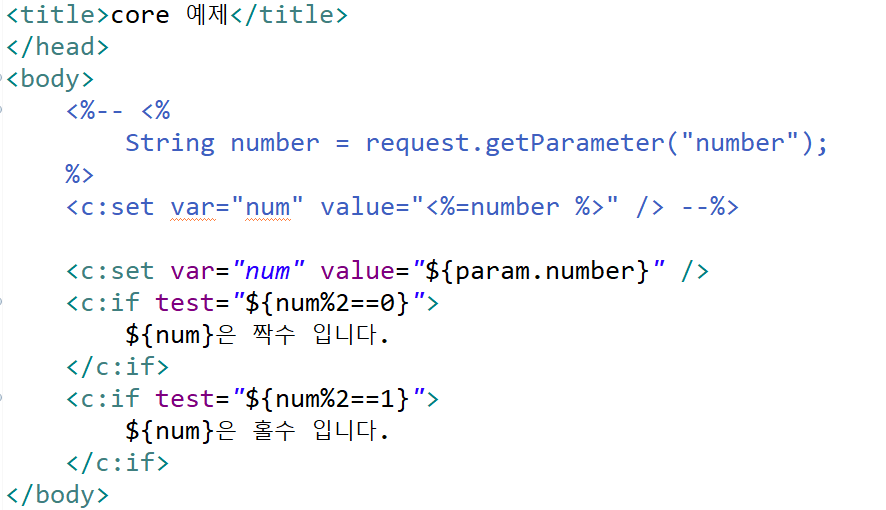 <title>core 예제</title>
</head>
<body>
    <%-- <%
        String number = request.getParameter("number");
    %>
    <c:set var="num" value="<%=number %>" /> --%>

    <c:set var="num" value="${param.number}" />
    <c:if test="${num%2==0}">
        ${num}은 짝수 입니다.
    </c:if>
    <c:if test="${num%2==1}">
        ${num}은 홀수 입니다.
    </c:if>
</body>